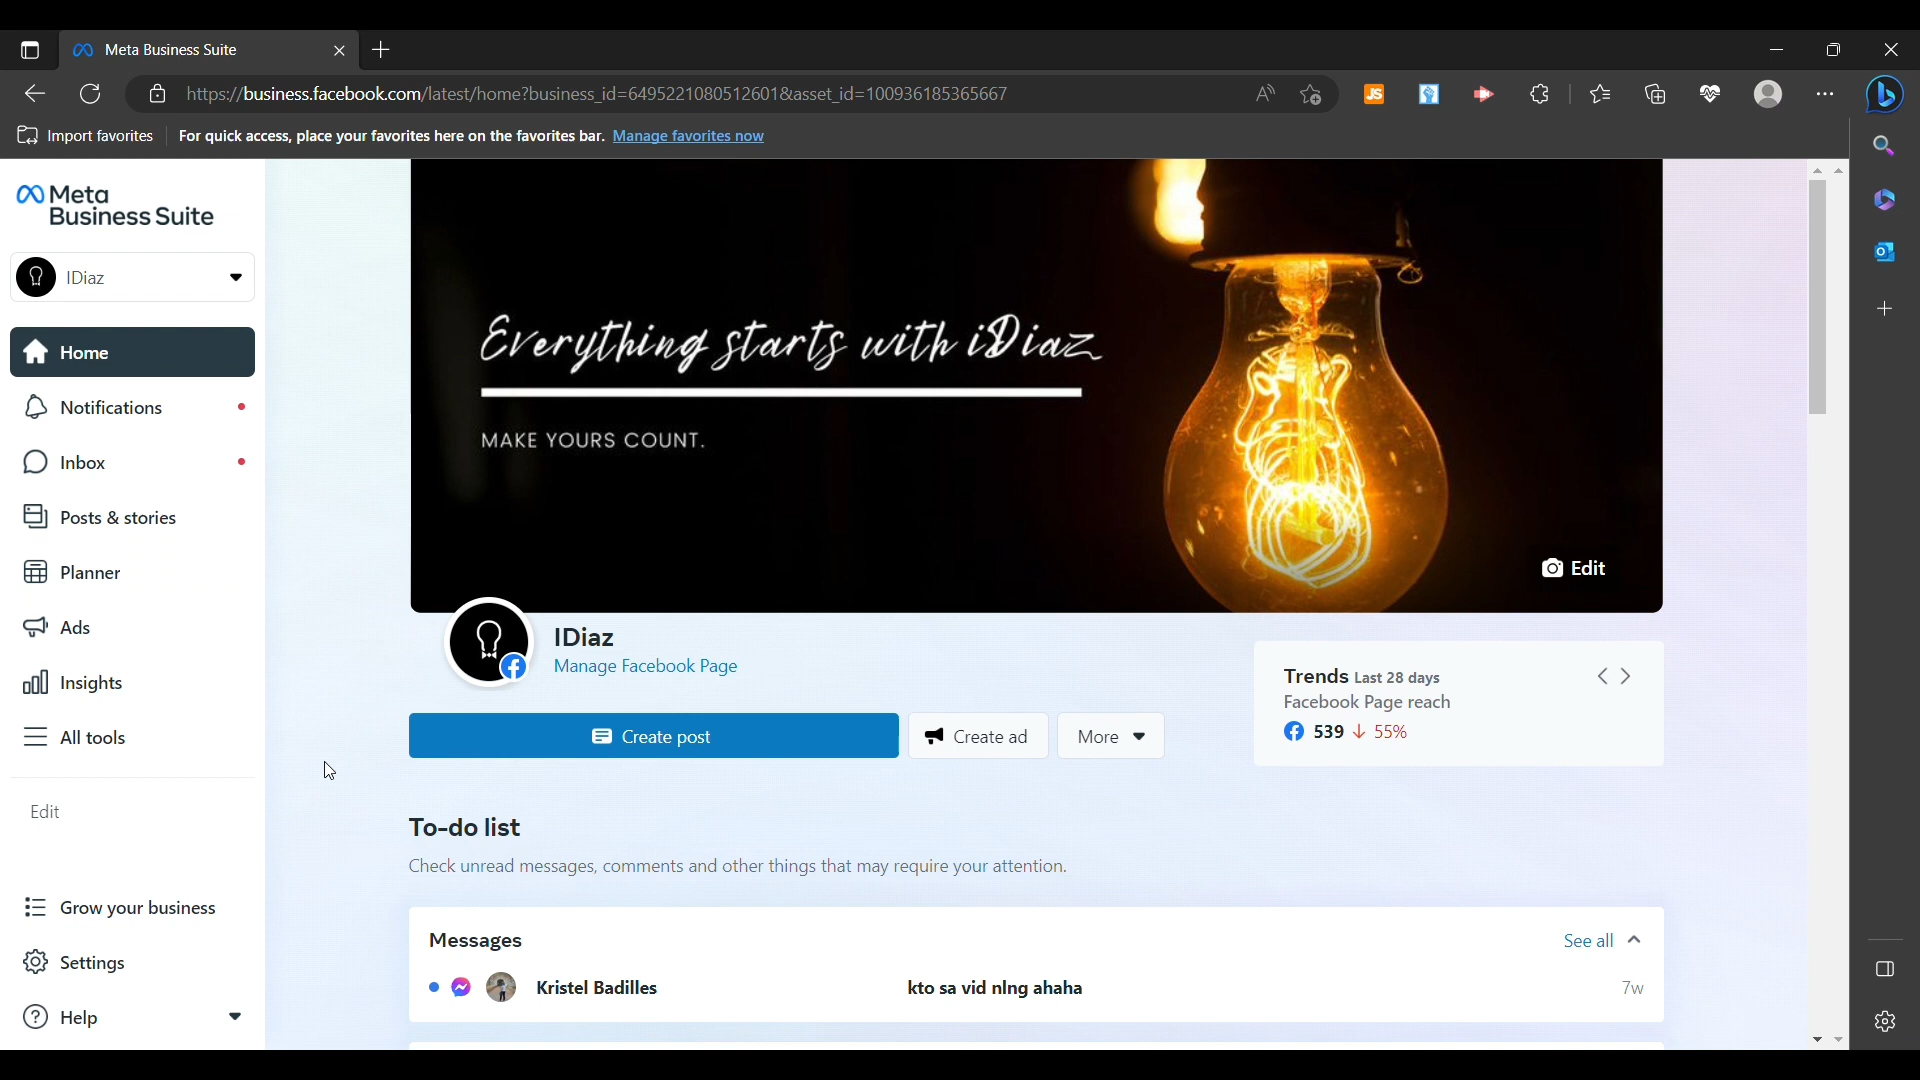 Meta Business Suite
https://business.facebook.com/latest/home?business_id=6495221080512601&asset_id=100936185365667
JS
Import favorites
For quick access, place your favorites here on the favorites bar. Manage favorites now
Meta
Business Suite
IDiaz
Home
Notifications
Inbox
Posts & stories
Planner
Ads
Insights
All tools
Edit
Grow your business
Settings
Help
Everything starts with iDiaz
MAKE YOURS COUNT.
Edit
IDiaz
Manage Facebook Page
Create post
Create ad
More
Trends Last 28 days
Facebook Page reach
539 ↓ 55%
To-do list
Check unread messages, comments and other things that may require your attention.
Messages
See all
Kristel Badilles
kto sa vid nlng ahaha
7w